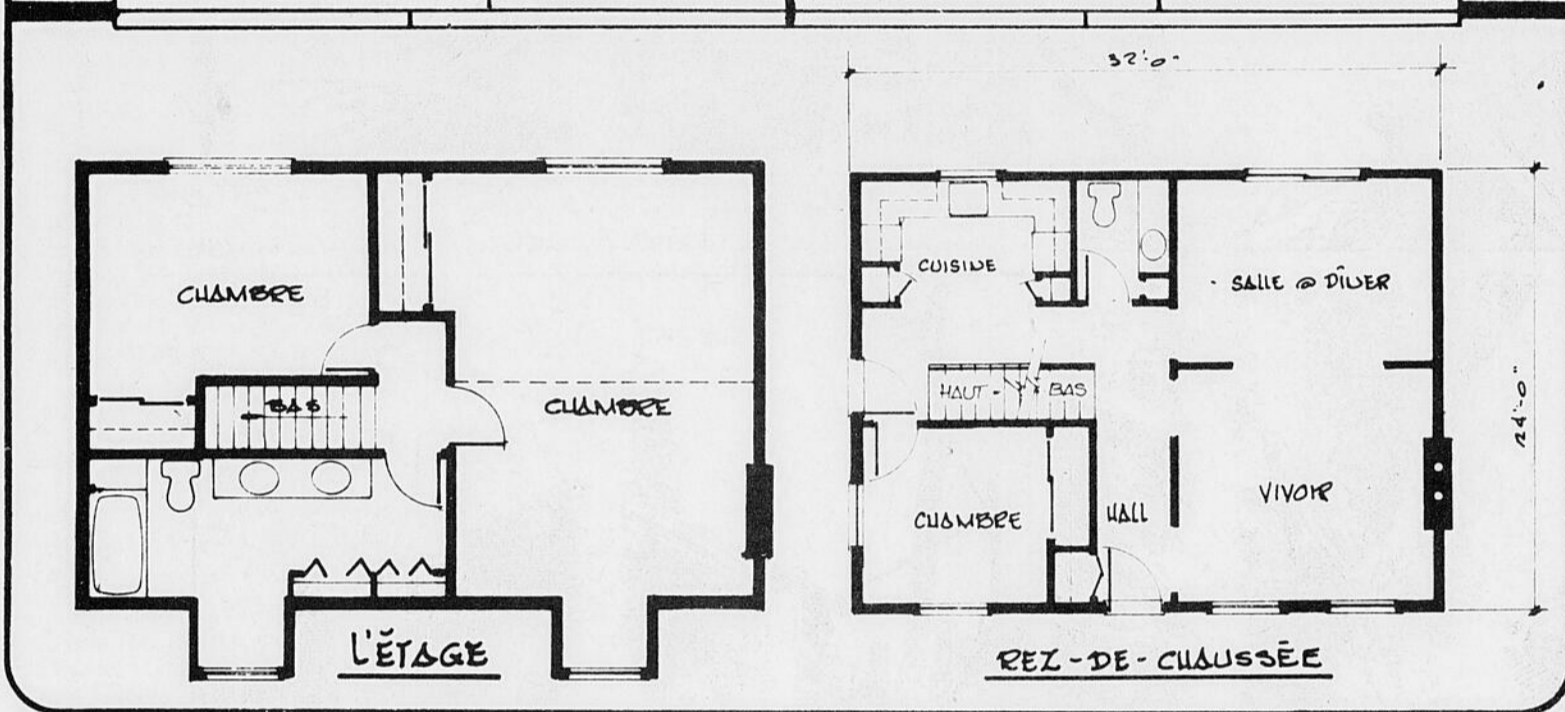 CHAMBRE
BAS
CHAMBRE
L'ÉTAGE
32'-0"
CUISINE
SALLE @ DÎNER
HAUT - BAS
CHAMBRE
HALL
VIVOIR
24'-0"
REZ-DE-CHAUSSÉE